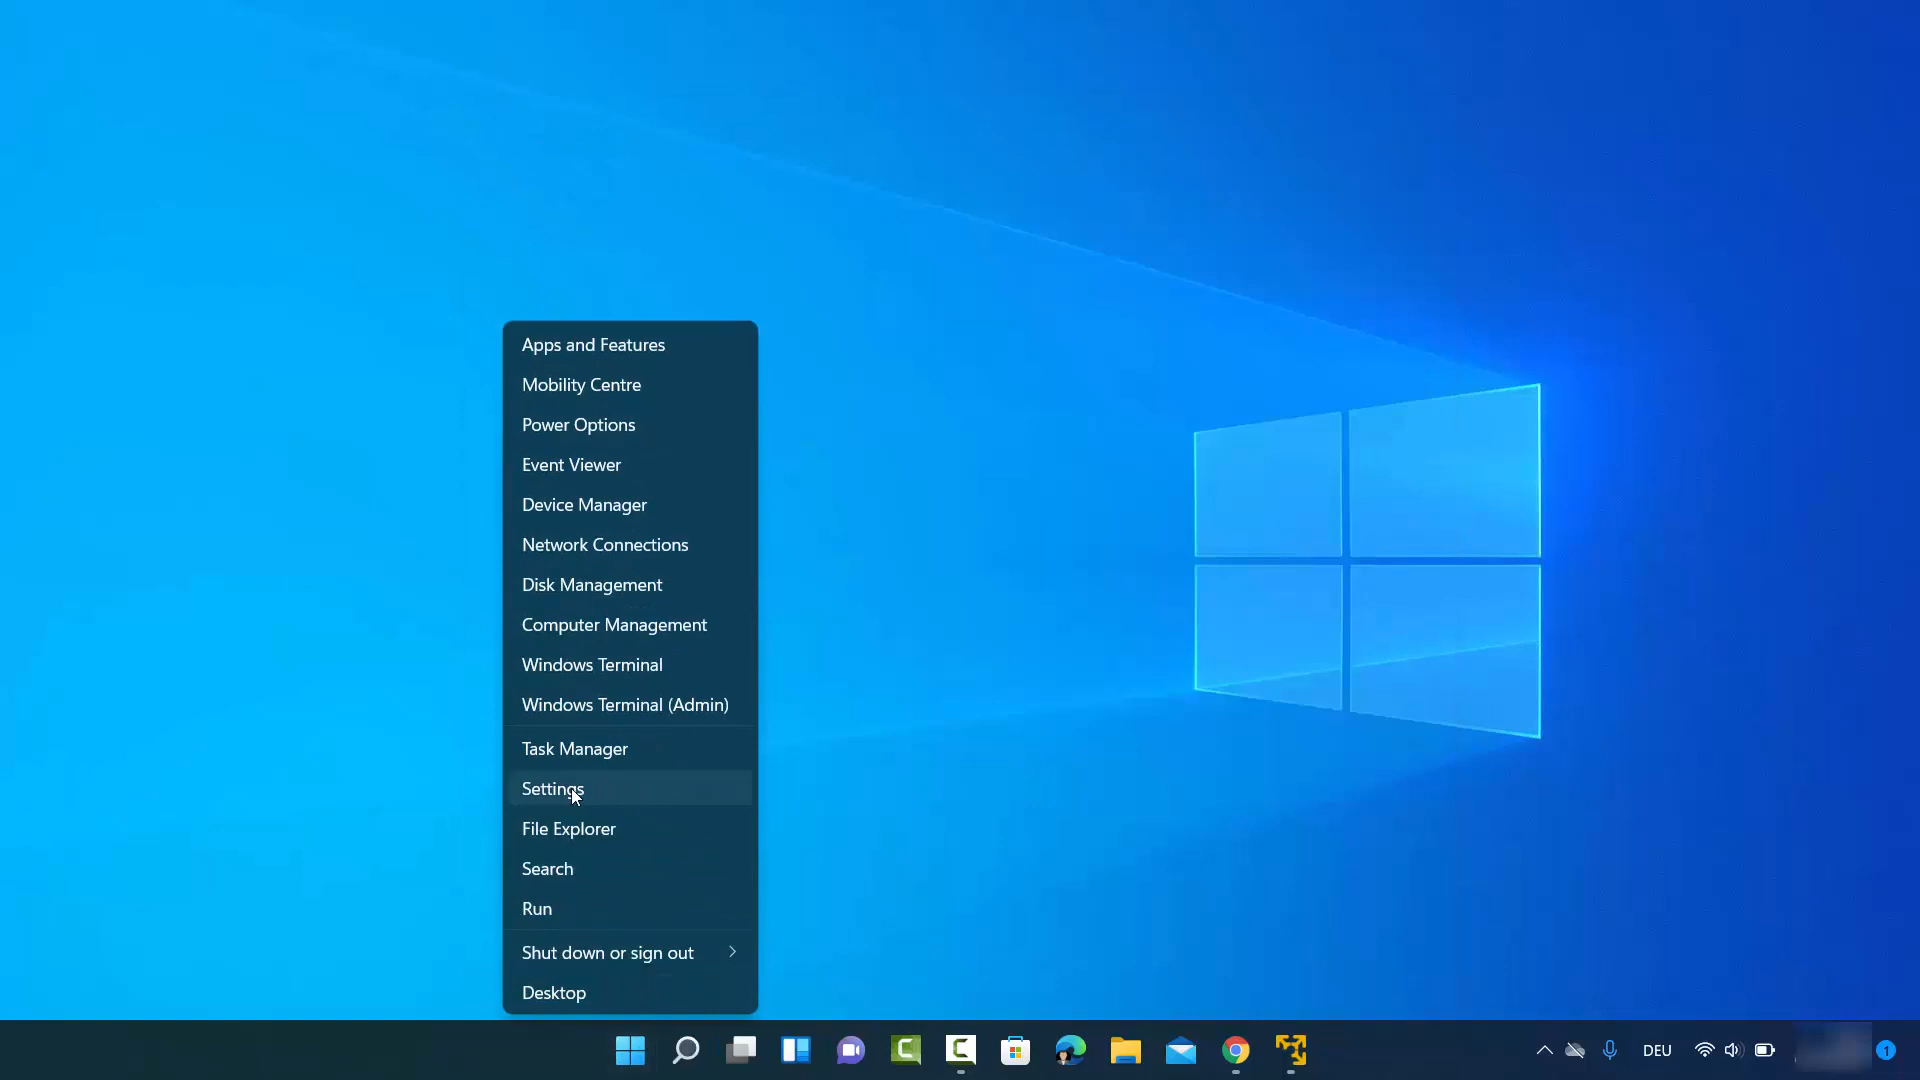 Apps and Features
Mobility Centre
Power Options
Event Viewer
Device Manager
Network Connections
Disk Management
Computer Management
Windows Terminal
Windows Terminal (Admin)
Task Manager
Settings
File Explorer
Search
Run
Shut down or sign out
Desktop
DEU
1